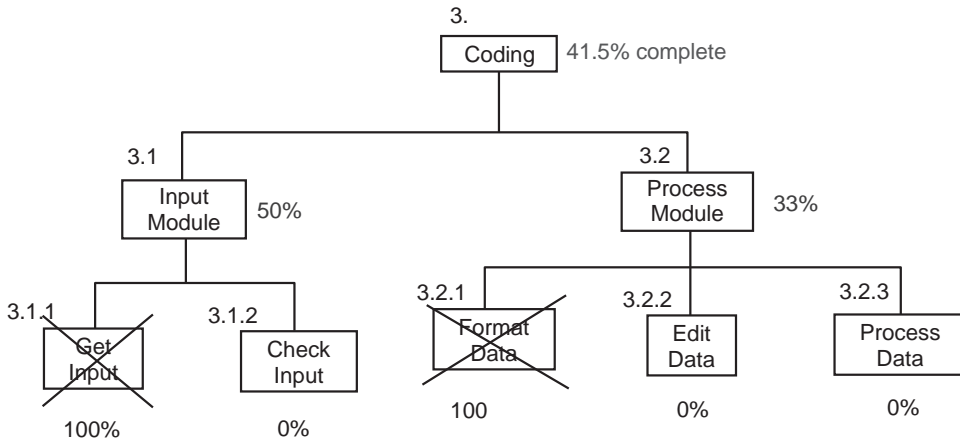 3.
Coding
41.5% complete
3.1
Input
Module
50%
3.2
Process
Module
33%
3.1.1
Get
Input
100%
3.1.2
Check
Input
0%
3.2.1
Format
Data
100
3.2.2
Edit
Data
0%
3.2.3
Process
Data
0%